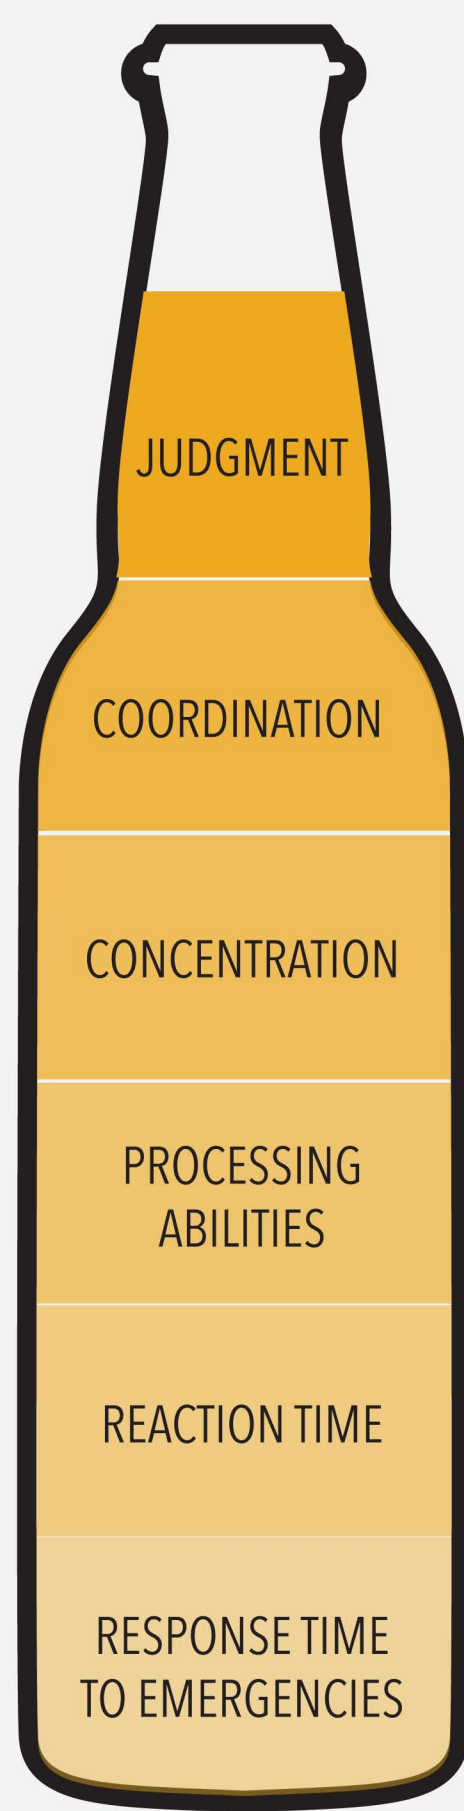 JUDGMENT
COORDINATION
CONCENTRATION
PROCESSING
ABILITIES
REACTION TIME
RESPONSE TIME
TO EMERGENCIES